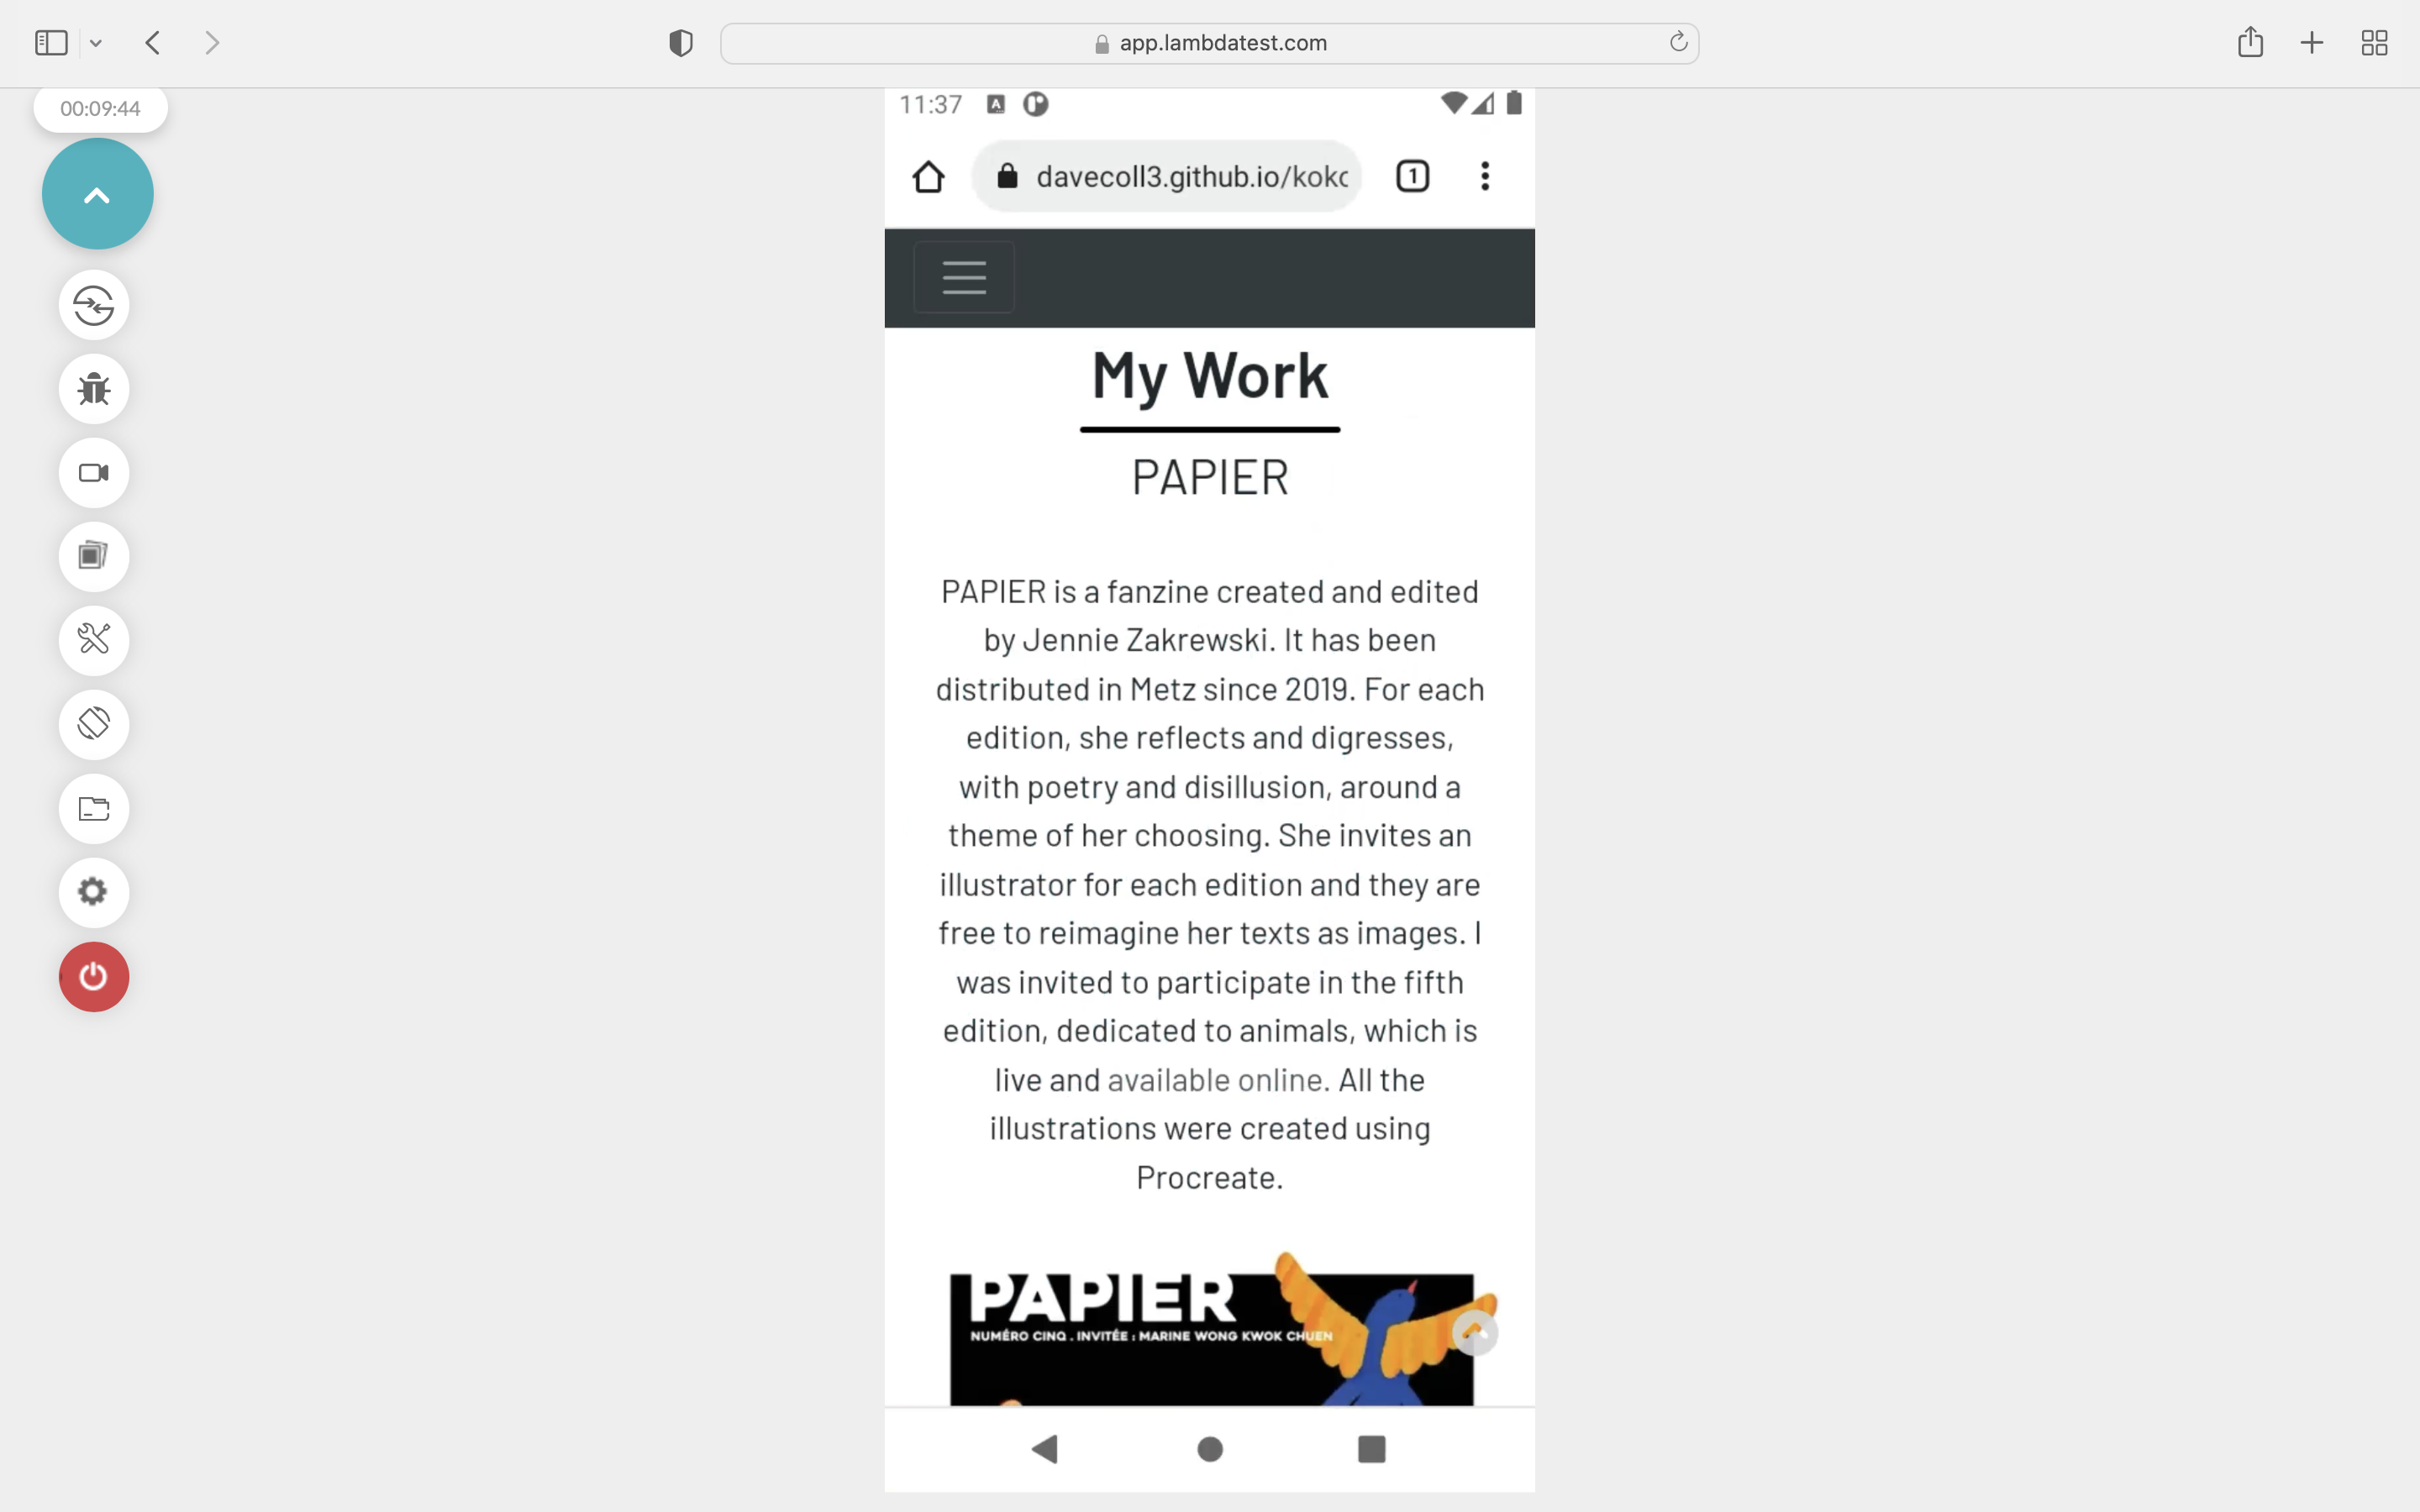 app.lambdatest.com
00:09:44
11:37
A
davecoll3.github.io/koko
1
My Work
PAPIER
PAPIER is a fanzine created and edited
by Jennie Zakrewski. It has been
distributed in Metz since 2019. For each
edition, she reflects and digresses,
with poetry and disillusion, around a
theme of her choosing. She invites an
illustrator for each edition and they are
free to reimagine her texts as images. I
was invited to participate in the fifth
edition, dedicated to animals, which is
live and available online. All the
illustrations were created using
Procreate.
PAPIER
NUMÉRO CINQ . INVITÉE : MARINE WONG KWOK CHUEN